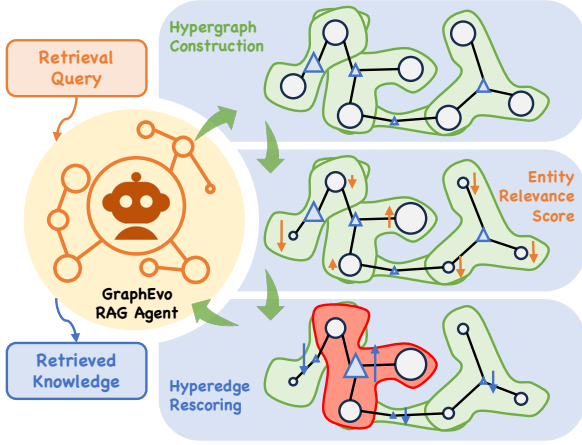 Retrieval
Query
GraphEvo
RAG Agent
Retrieved
Knowledge
Hypergraph
Construction
Entity
Relevance
Score
Hyperedge
Rescoring